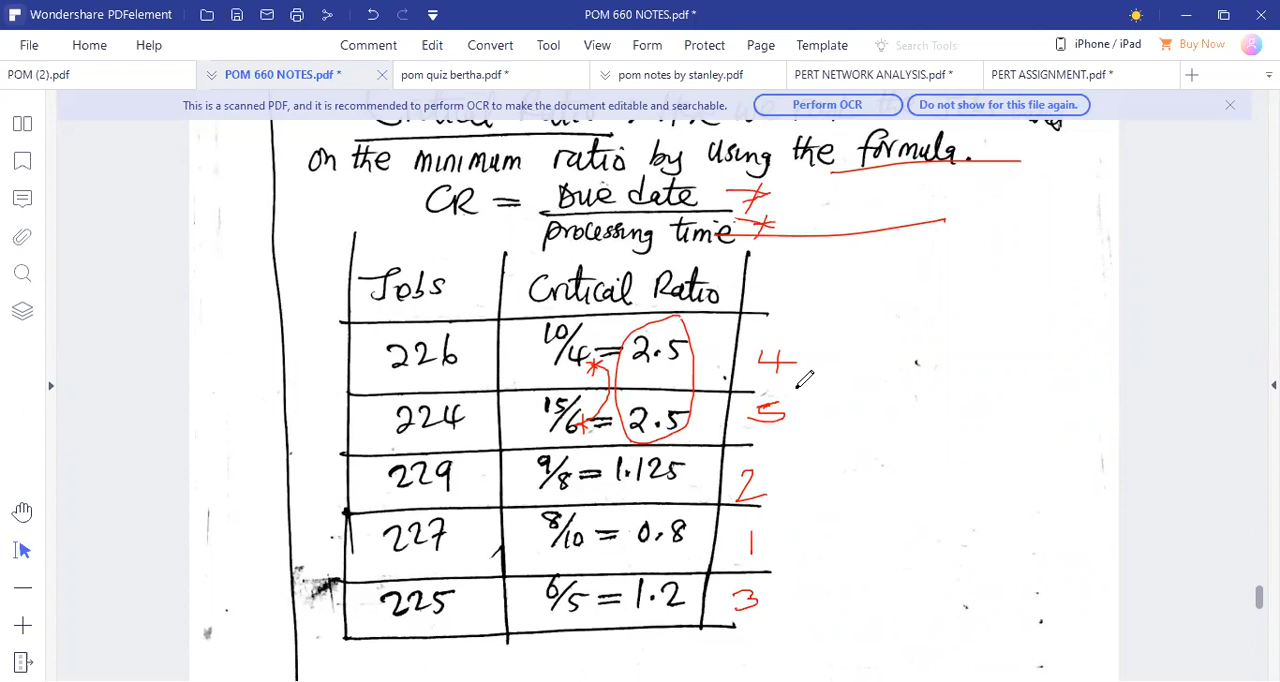 Wondershare PDFelement
POM 660 NOTES.pdf *
File Home Help
Comment Edit Convert Tool View Form Protect Page Template Search Tools
iPhone / iPad Buy Now
POM (2).pdf
POM 660 NOTES.pdf *
pom quiz bertha.pdf *
pom notes by stanley.pdf
PERT NETWORK ANALYSIS.pdf *
PERT ASSIGNMENT.pdf *
This is a scanned PDF, and it is recommended to perform OCR to make the document editable and searchable.
Perform OCR
Do not show for this file again.
on the minimum ratio by using the formula.
CR = Due date
processing time
Jobs Critical Ratio
226 10/4 = 2.5 4
224 15/6 = 2.5 5
229 9/8 = 1.125 2
227 8/10 = 0.8 1
225 6/5 = 1.2 3